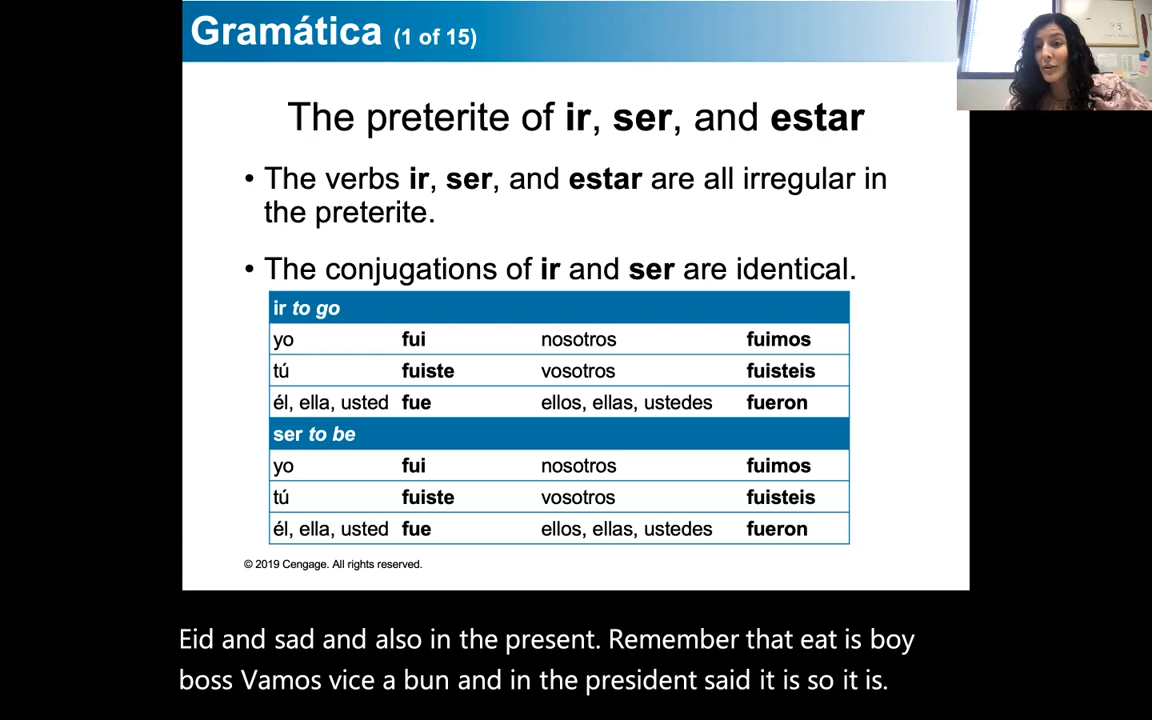 Gramática (1 of 15)
The preterite of ir, ser, and estar
• The verbs ir, ser, and estar are all irregular in
the preterite.
• The conjugations of ir and ser are identical.
ir to go
yo fui nosotros fuimos
tú fuiste vosotros fuisteis
él, ella, usted fue ellos, ellas, ustedes fueron
ser to be
yo fui nosotros fuimos
tú fuiste vosotros fuisteis
él, ella, usted fue ellos, ellas, ustedes fueron
© 2019 Cengage. All rights reserved.
Eid and sad and also in the present. Remember that eat is boy
boss Vamos vice a bun and in the president said it is so it is.